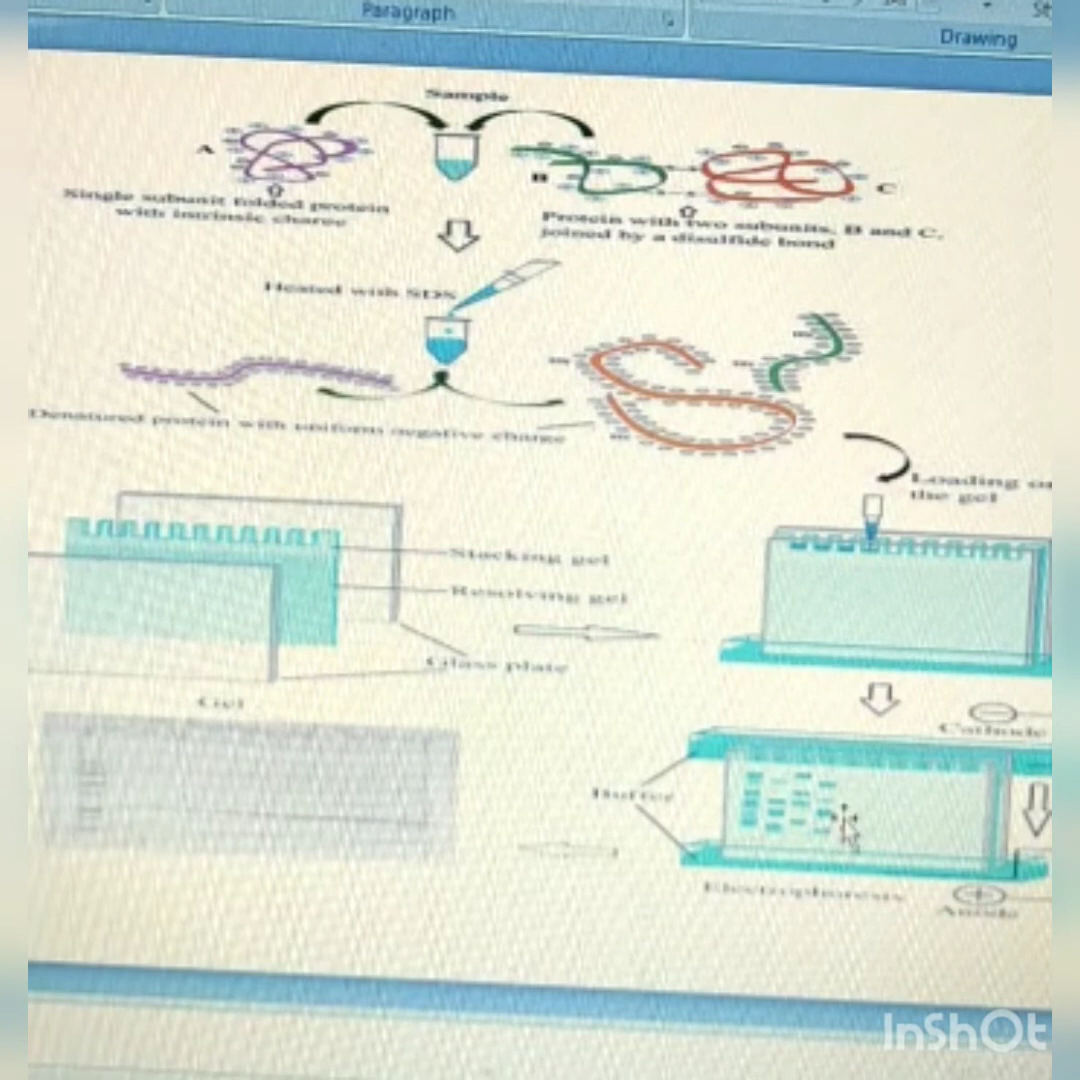 Paragraph
Drawing
Sample
A
B
C
Single subunit folded protein
with intrinsic charge
Protein with two subunits, B and C,
joined by a disulfide bond
Heated with SDS
Denatured protein with uniform negative charge
Loading on
the gel
Stacking gel
Resolving gel
Glass plate
Gel
Cathode
Buffer
Electrophoresis
Anode
InShOt